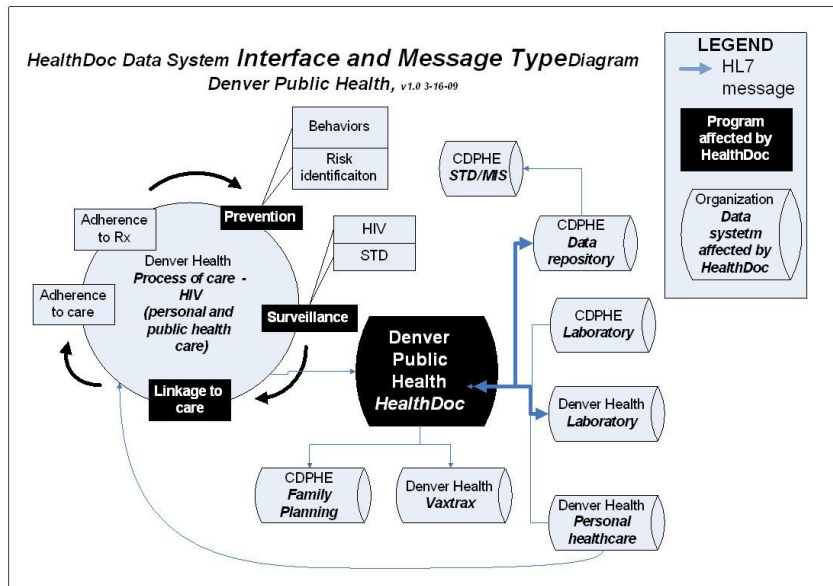 HealthDoc Data System Interface and Message TypeDiagram
Denver Public Health, v1.0 3-16-09
LEGEND
HL7
message
Program
affected by
HealthDoc
Organization
Data
systetm
affected by
HealthDoc
Behaviors
Risk
identificaiton
Prevention
Adherence
to Rx
HIV
STD
Denver Health
Process of care -
HIV
(personal and
public health
care)
Adherence
to care
Surveillance
Linkage to
care
Denver
Public
Health
HealthDoc
CDPHE
STD/MIS
CDPHE
Data
repository
CDPHE
Laboratory
Denver Health
Laboratory
Denver Health
Personal
healthcare
CDPHE
Family
Planning
Denver Health
Vaxtrax